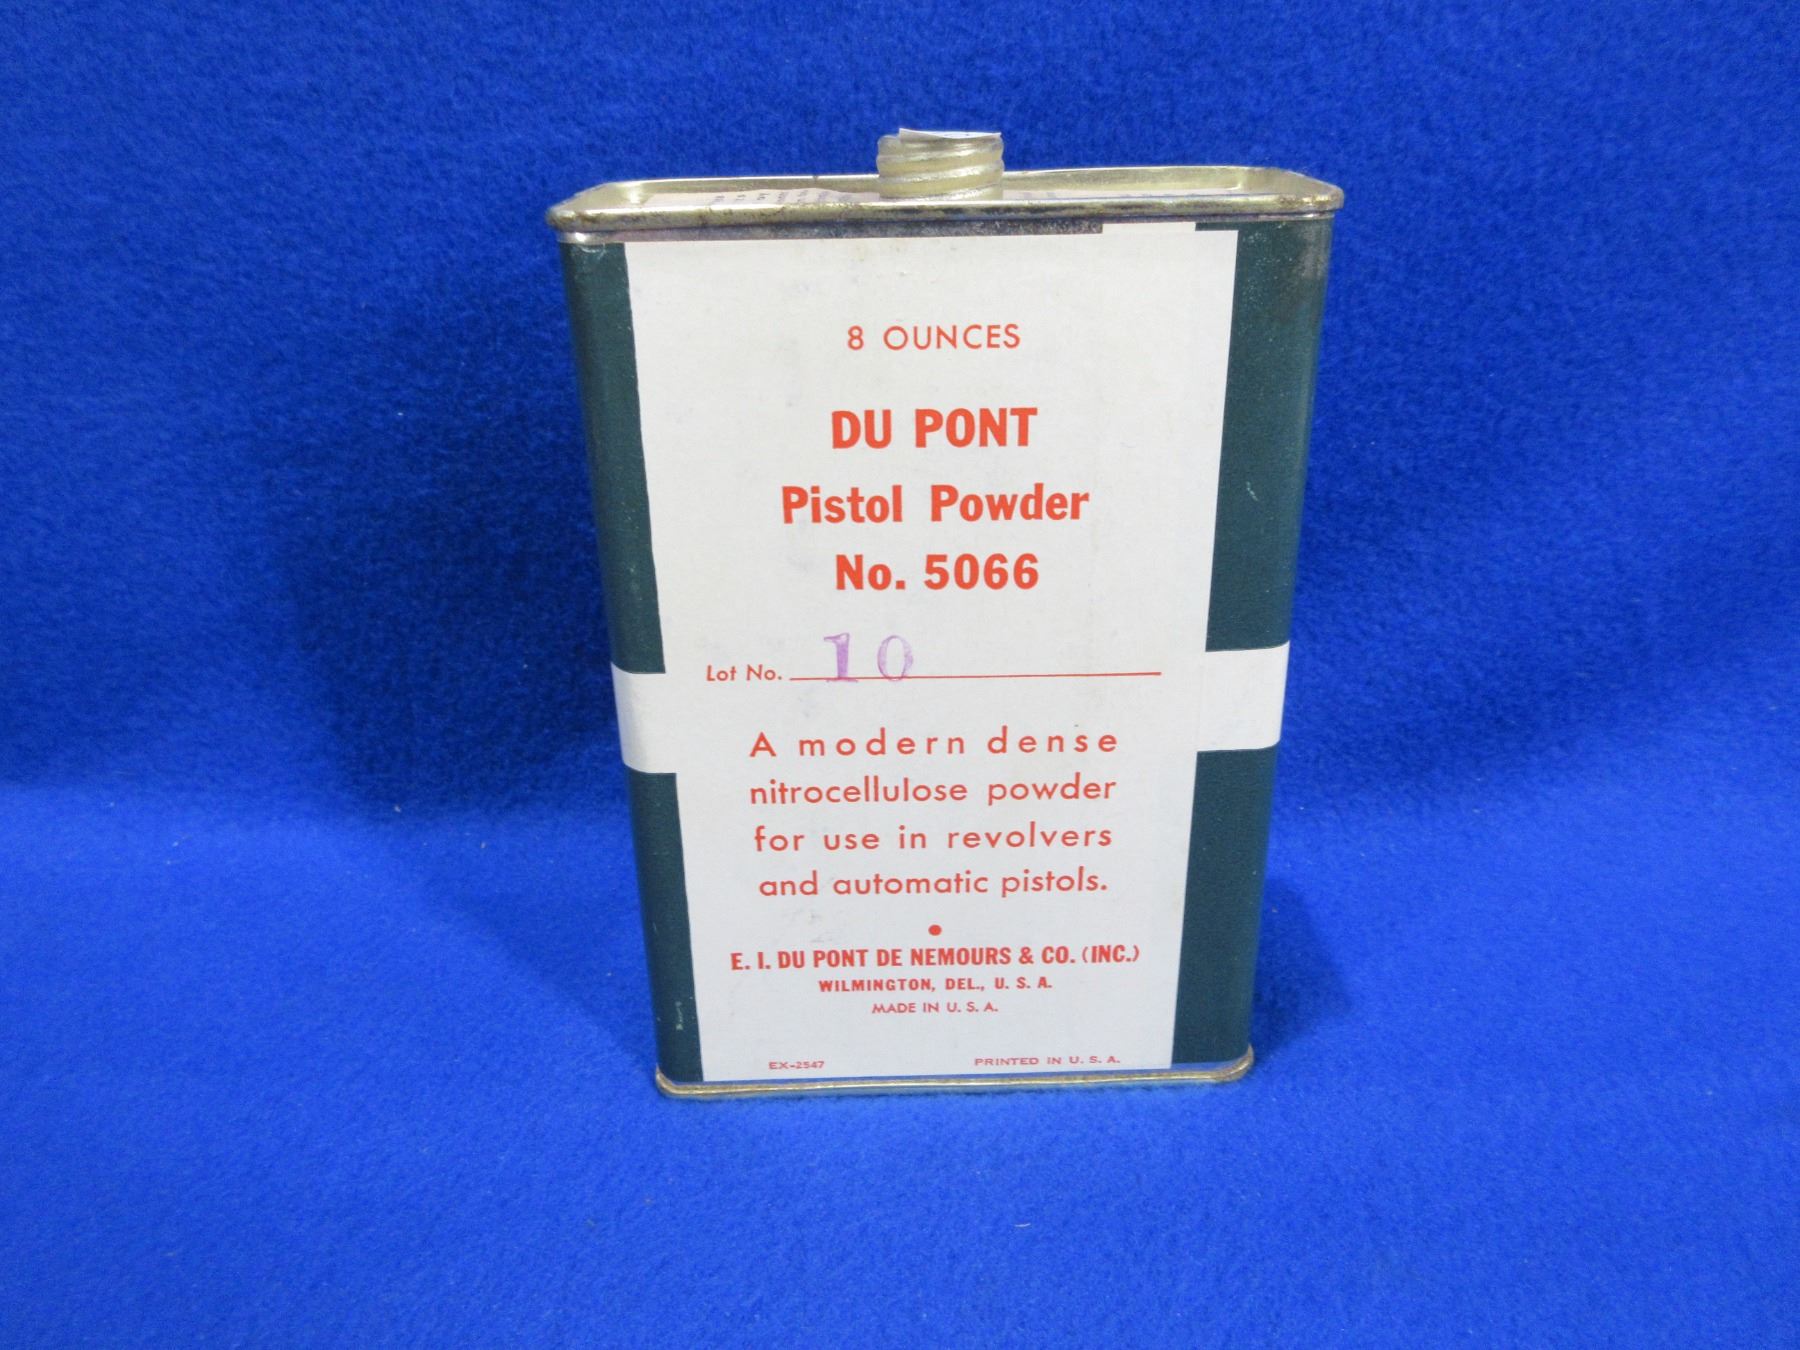 8 OUNCES
DU PONT
Pistol Powder
No. 5066
Lot No. 10
A modern dense
nitrocellulose powder
for use in revolvers
and automatic pistols.
E. I. DU PONT DE NEMOURS & CO. (INC.)
WILMINGTON, DEL., U. S. A.
MADE IN U. S. A.
EX-2547 PRINTED IN U. S. A.